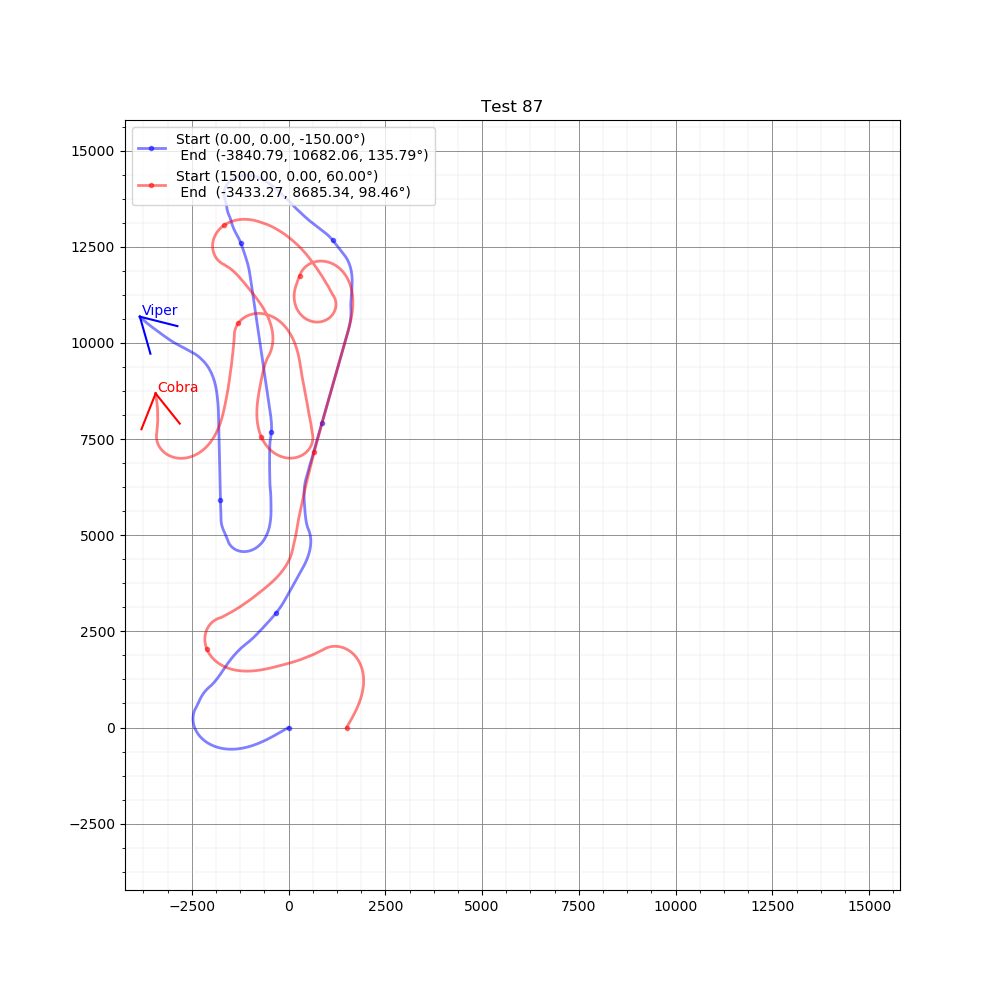 Test 87
Start (0.00, 0.00, -150.00°)
End  (-3840.79, 10682.06, 135.79°)
Start (1500.00, 0.00, 60.00°)
End  (-3433.27, 8685.34, 98.46°)
15000
12500
10000
7500
5000
2500
0
−2500
Viper
Cobra
−2500 0 2500 5000 7500 10000 12500 15000